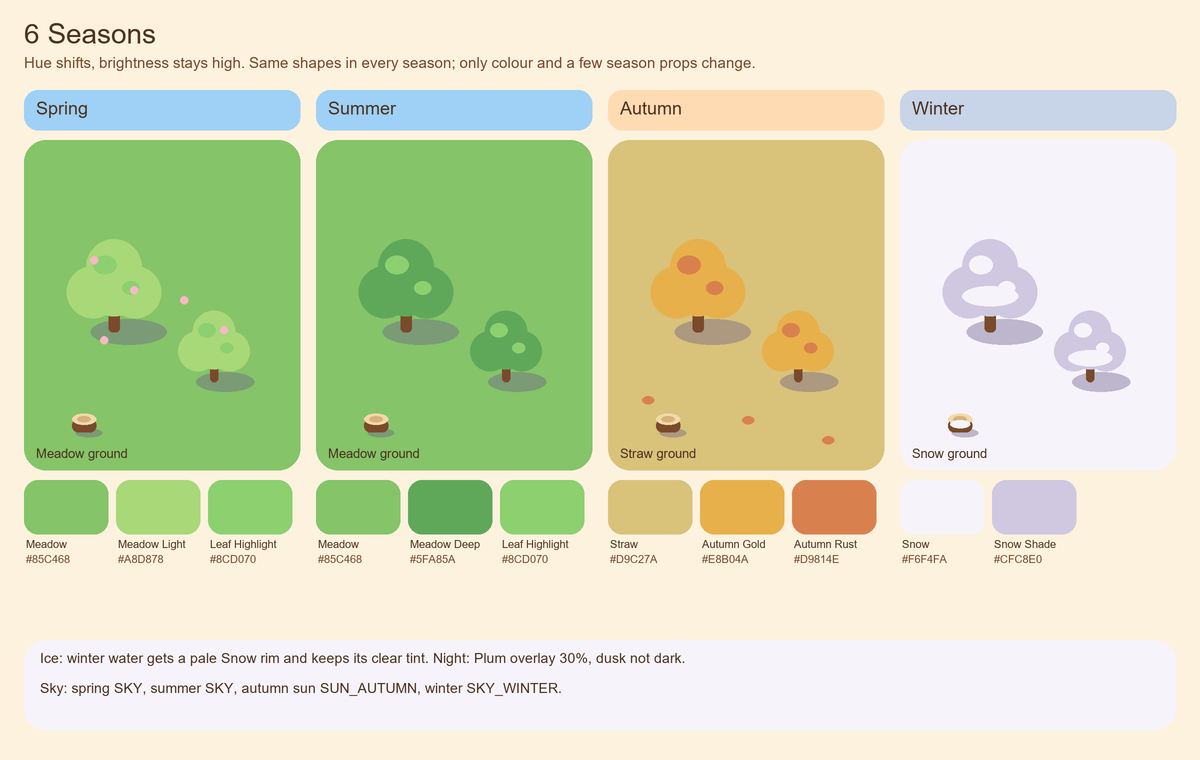 6 Seasons
Hue shifts, brightness stays high. Same shapes in every season; only colour and a few season props change.
Spring
Summer
Autumn
Winter
Meadow ground
Meadow ground
Straw ground
Snow ground
Meadow
#85C468
Meadow Light
#A8D878
Leaf Highlight
#8CD070
Meadow
#85C468
Meadow Deep
#5FA85A
Leaf Highlight
#8CD070
Straw
#D9C27A
Autumn Gold
#E8B04A
Autumn Rust
#D9814E
Snow
#F6F4FA
Snow Shade
#CFC8E0
Ice: winter water gets a pale Snow rim and keeps its clear tint. Night: Plum overlay 30%, dusk not dark.
Sky: spring SKY, summer SKY, autumn sun SUN_AUTUMN, winter SKY_WINTER.